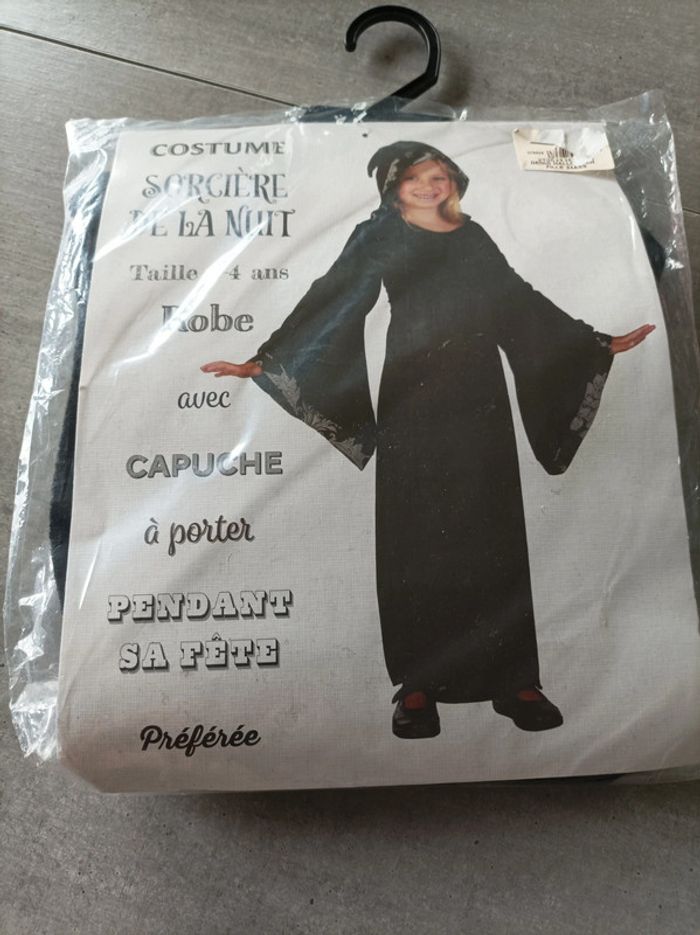 COSTUME
SORCIÈRE
DE LA NUIT
Taille -4 ans
Robe
avec
CAPUCHE
à porter
PENDANT
SA FÊTE
Préférée